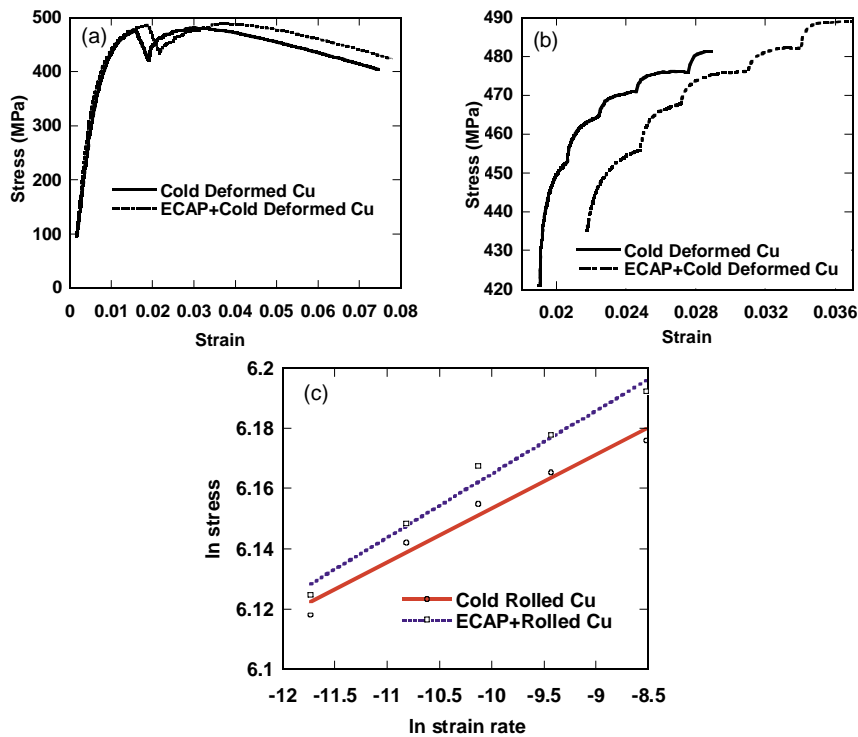 (a)
500
400
300
200
100
0
Stress (MPa)
Cold Deformed Cu
ECAP+Cold Deformed Cu
0 0.01 0.02 0.03 0.04 0.05 0.06 0.07 0.08
Strain
(b)
490
480
470
460
450
440
430
420
Stress (MPa)
Cold Deformed Cu
ECAP+Cold Deformed Cu
0.02 0.024 0.028 0.032 0.036
Strain
(c)
6.2
6.18
6.16
6.14
6.12
6.1
ln stress
Cold Rolled Cu
ECAP+Rolled Cu
-12 -11.5 -11 -10.5 -10 -9.5 -9 -8.5
ln strain rate